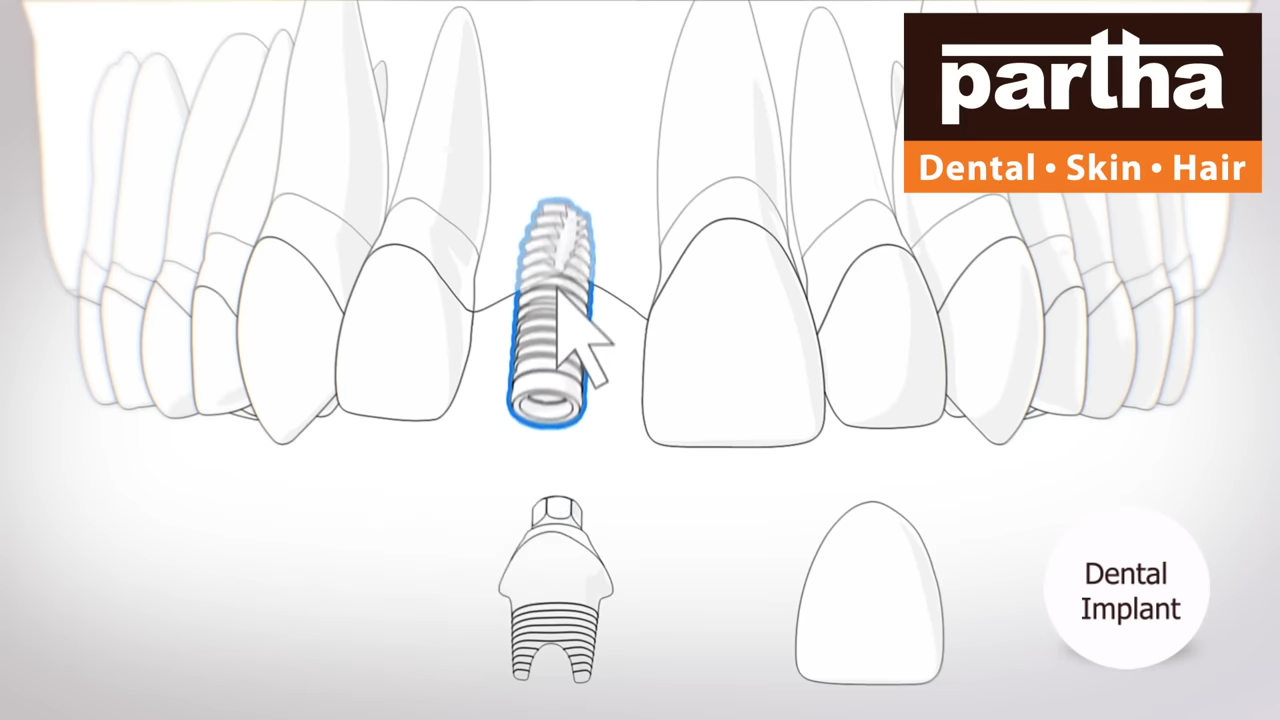 partha
Dental • Skin • Hair
Dental
Implant